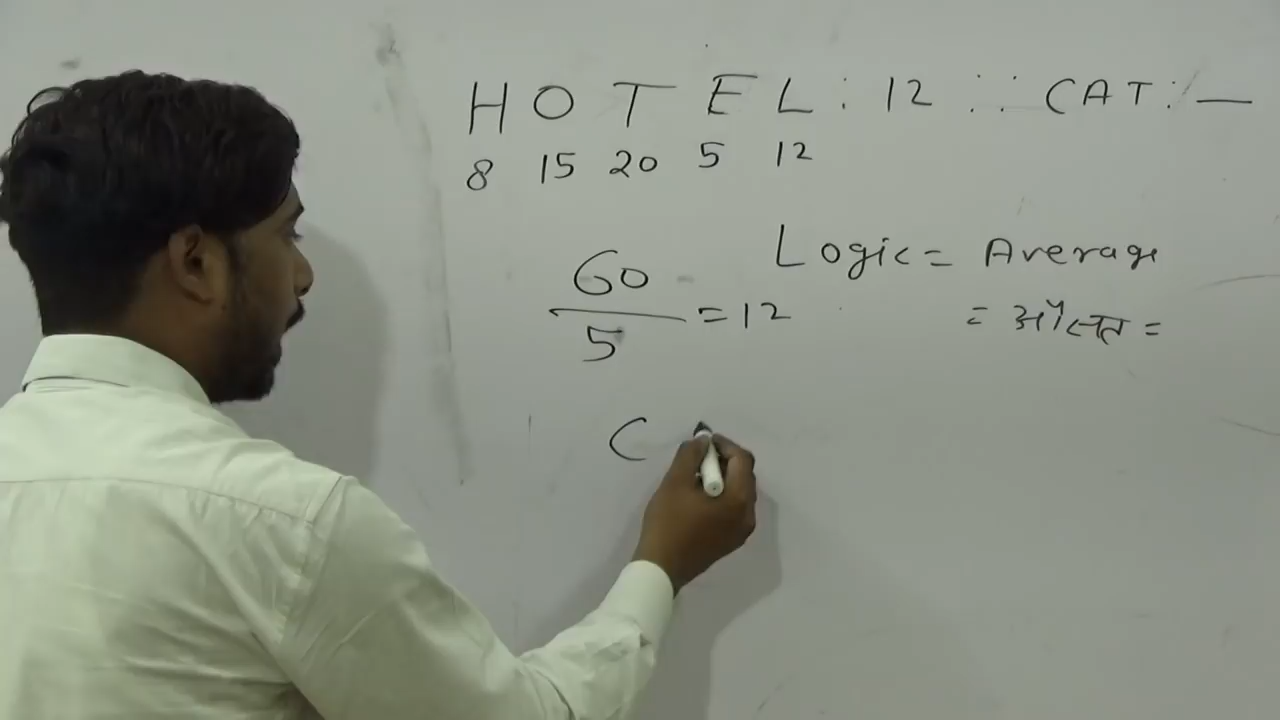 HOTEL : 12 :: CAT : —
8 15 20 5 12
Logic = Average
60
5
= 12
= औसत =
C